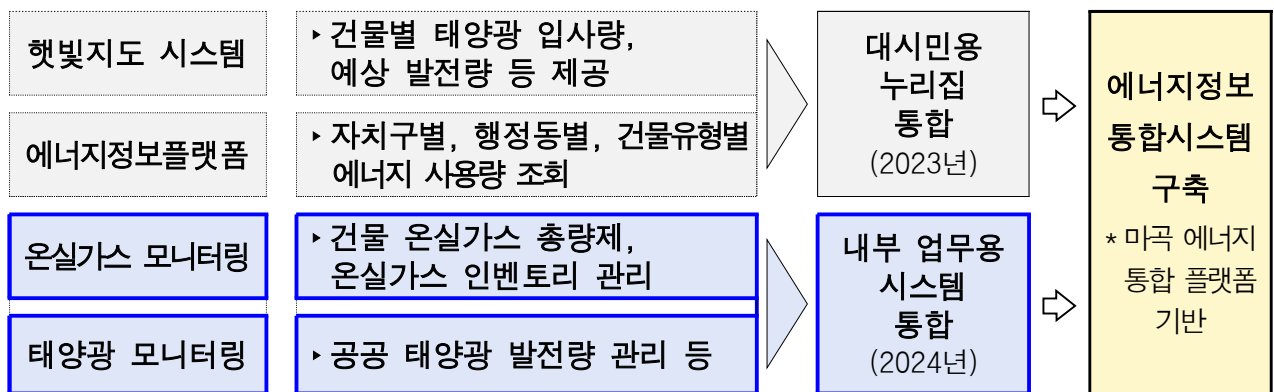 햇빛지도 시스템
‣ 건물별 태양광 입사량,
예상 발전량 등 제공
에너지정보플랫폼
‣ 자치구별, 행정동별, 건물유형별
에너지 사용량 조회
대시민용
누리집
통합
(2023년)
온실가스 모니터링
‣ 건물 온실가스 총량제,
온실가스 인벤토리 관리
태양광 모니터링
‣ 공공 태양광 발전량 관리 등
내부 업무용
시스템
통합
(2024년)
에너지정보
통합시스템
구축
* 마곡 에너지
통합 플랫폼
기반